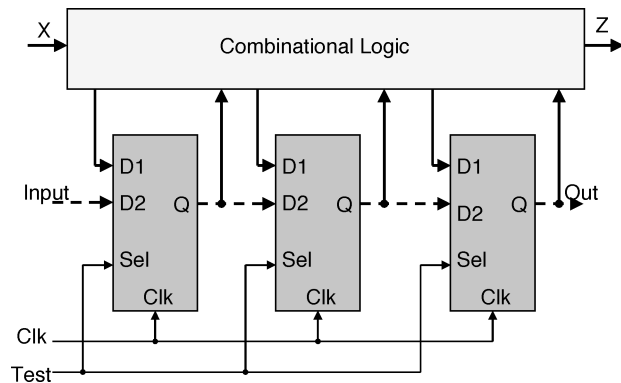 X
Combinational Logic
Z
D1
D1
D1
Input
D2
Q
D2
Q
D2
Q
Out
Sel
Sel
Sel
Clk
Clk
Clk
Clk
Test